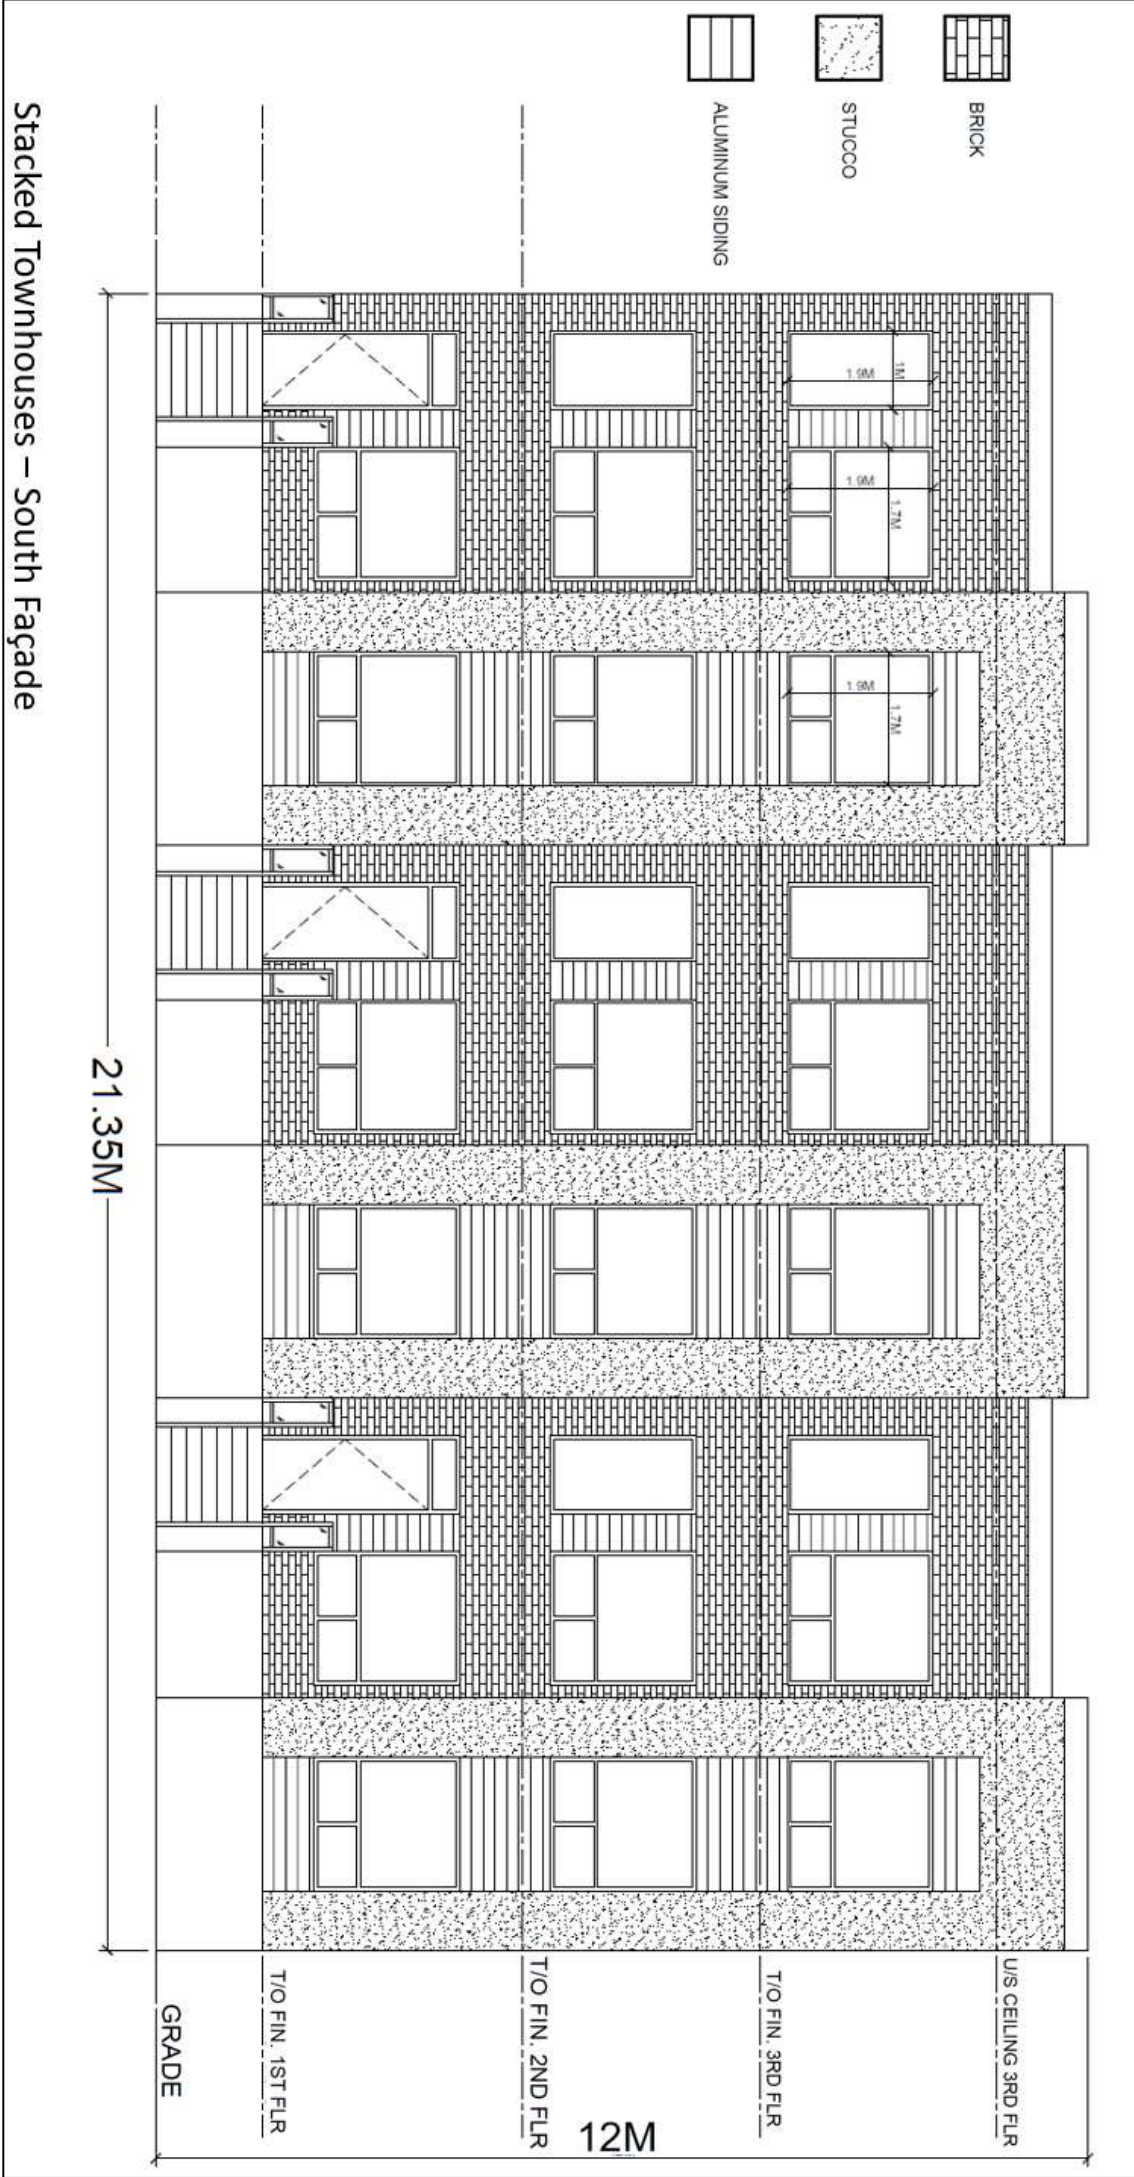 BRICK
STUCCO
ALUMINUM SIDING
1M
1.9M
1.9M
1.7M
1.9M
1.7M
U/S CEILING 3RD FLR
T/O FIN. 3RD FLR
T/O FIN. 2ND FLR
T/O FIN. 1ST FLR
GRADE
12M
21.35M
Stacked Townhouses – South Façade